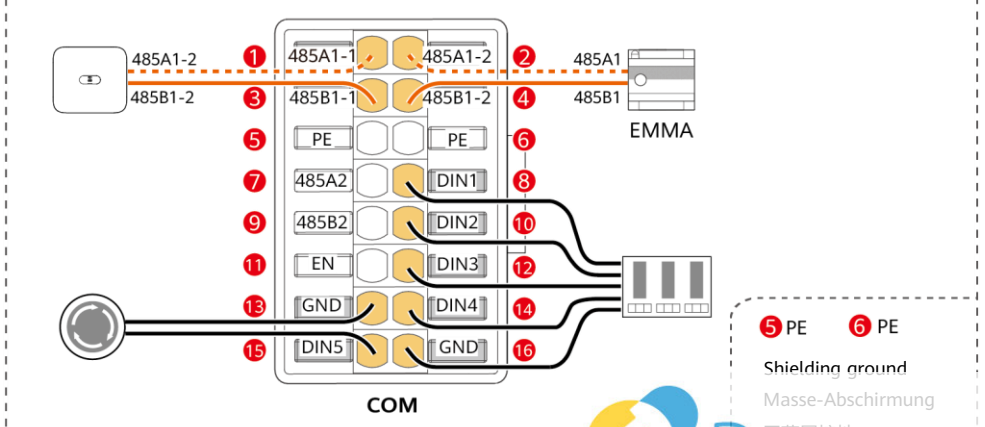 485A1-2 1 485A1-1 485A1-2 2 485A1
485B1-2 3 485B1-1 485B1-2 4 485B1
EMMA
5 PE PE 6
7 485A2 DIN1 8
9 485B2 DIN2 10
11 EN DIN3 12
13 GND DIN4 14
15 DIN5 GND 16
COM
5 PE 6 PE
Shielding ground
Masse-Abschirmung